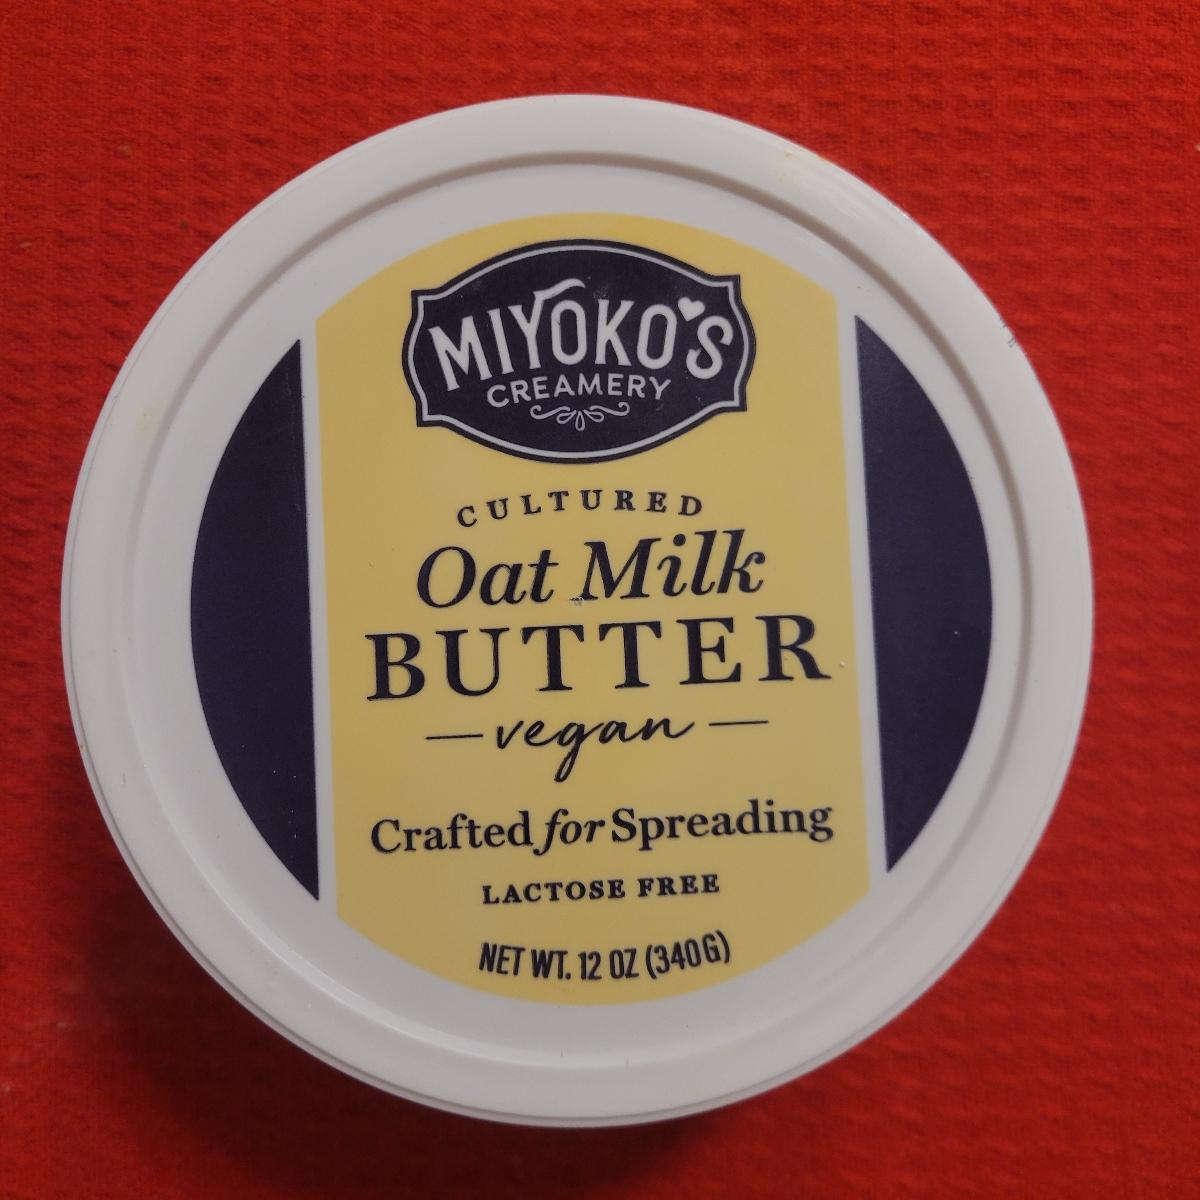 MIYOKO'S
CREAMERY
CULTURED
Oat Milk
BUTTER
— vegan —
Crafted for Spreading
LACTOSE FREE
NET WT. 12 OZ (340G)